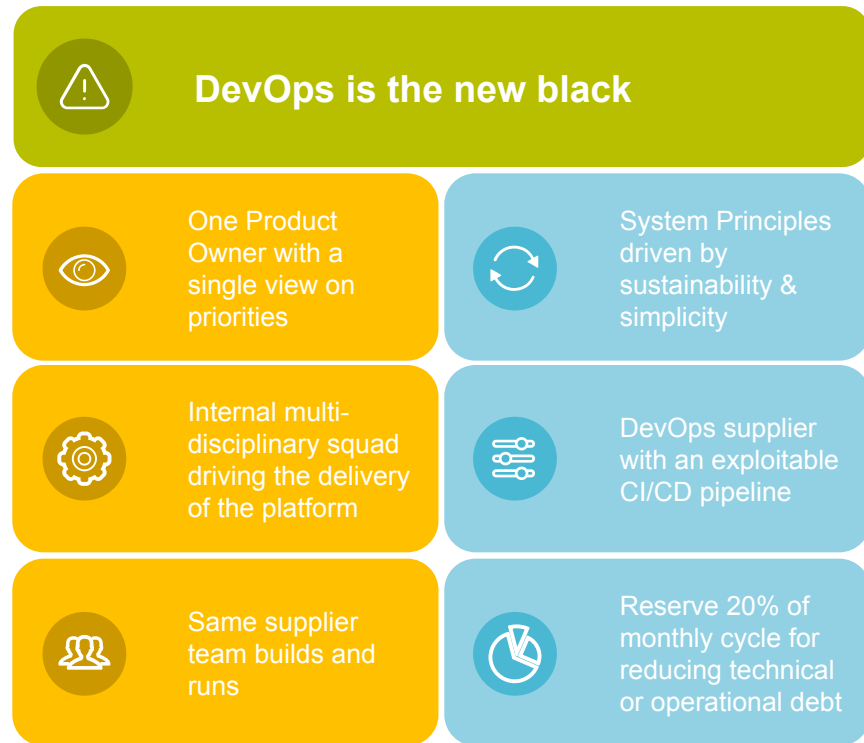 DevOps is the new black
One Product
Owner with a
single view on
priorities
System Principles
driven by
sustainability &
simplicity
Internal multi-
disciplinary squad
driving the delivery
of the platform
DevOps supplier
with an exploitable
CI/CD pipeline
Same supplier
team builds and
runs
Reserve 20% of
monthly cycle for
reducing technical
or operational debt